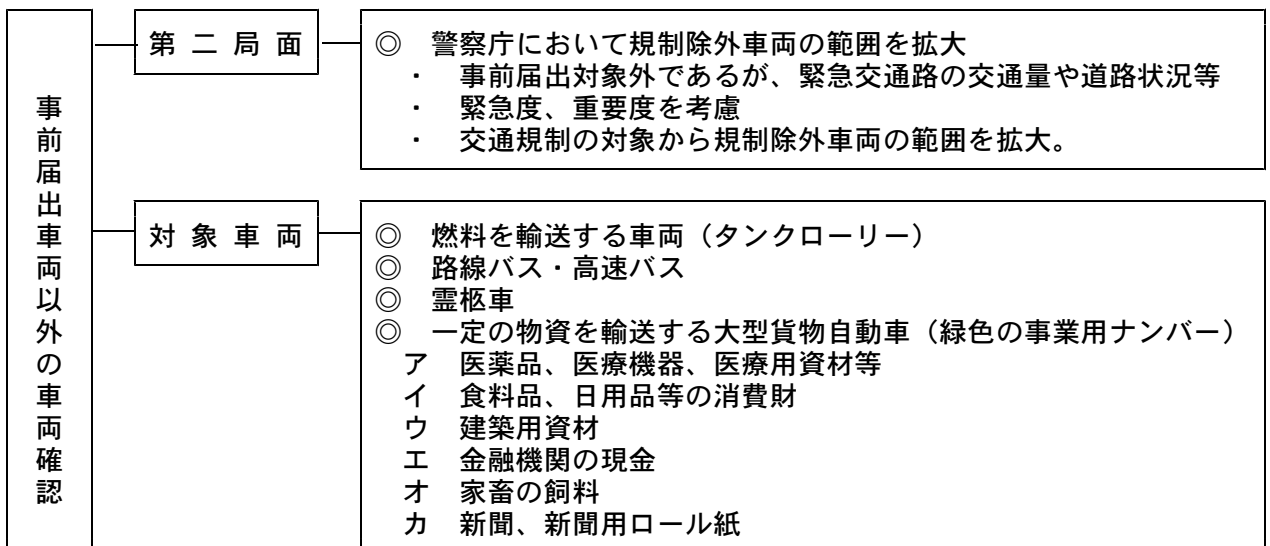 事前届出車両以外の車両確認
第二局面
◎ 警察庁において規制除外車両の範囲を拡大
・ 事前届出対象外であるが、緊急交通路の交通量や道路状況等
・ 緊急度、重要度を考慮
・ 交通規制の対象から規制除外車両の範囲を拡大。
対象車両
◎ 燃料を輸送する車両（タンクローリー）
◎ 路線バス・高速バス
◎ 霊柩車
◎ 一定の物資を輸送する大型貨物自動車（緑色の事業用ナンバー）
ア 医薬品、医療機器、医療用資材等
イ 食料品、日用品等の消費財
ウ 建築用資材
エ 金融機関の現金
オ 家畜の飼料
カ 新聞、新聞用ロール紙